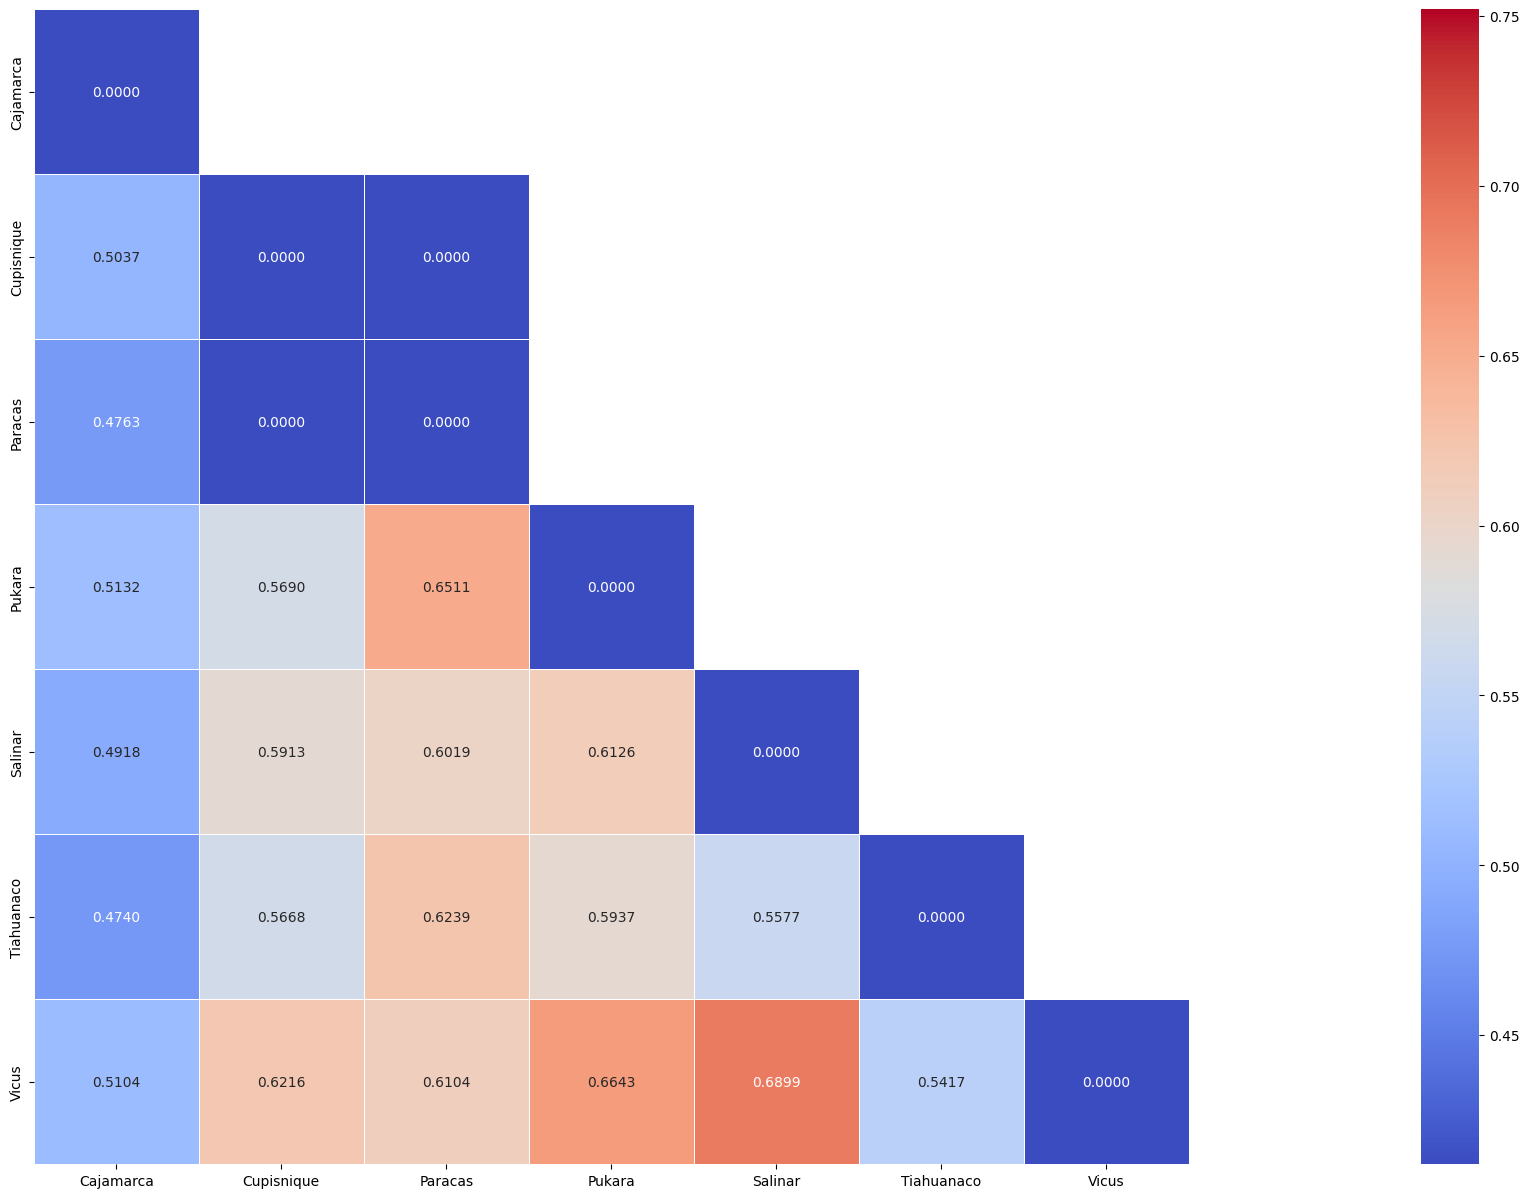 Cajamarca 0.0000
Cupisnique 0.5037 0.0000 0.0000
Paracas 0.4763 0.0000 0.0000
Pukara 0.5132 0.5690 0.6511 0.0000
Salinar 0.4918 0.5913 0.6019 0.6126 0.0000
Tiahuanaco 0.4740 0.5668 0.6239 0.5937 0.5577 0.0000
Vicus 0.5104 0.6216 0.6104 0.6643 0.6899 0.5417 0.0000
Cajamarca Cupisnique Paracas Pukara Salinar Tiahuanaco Vicus
0.75
0.70
0.65
0.60
0.55
0.50
0.45